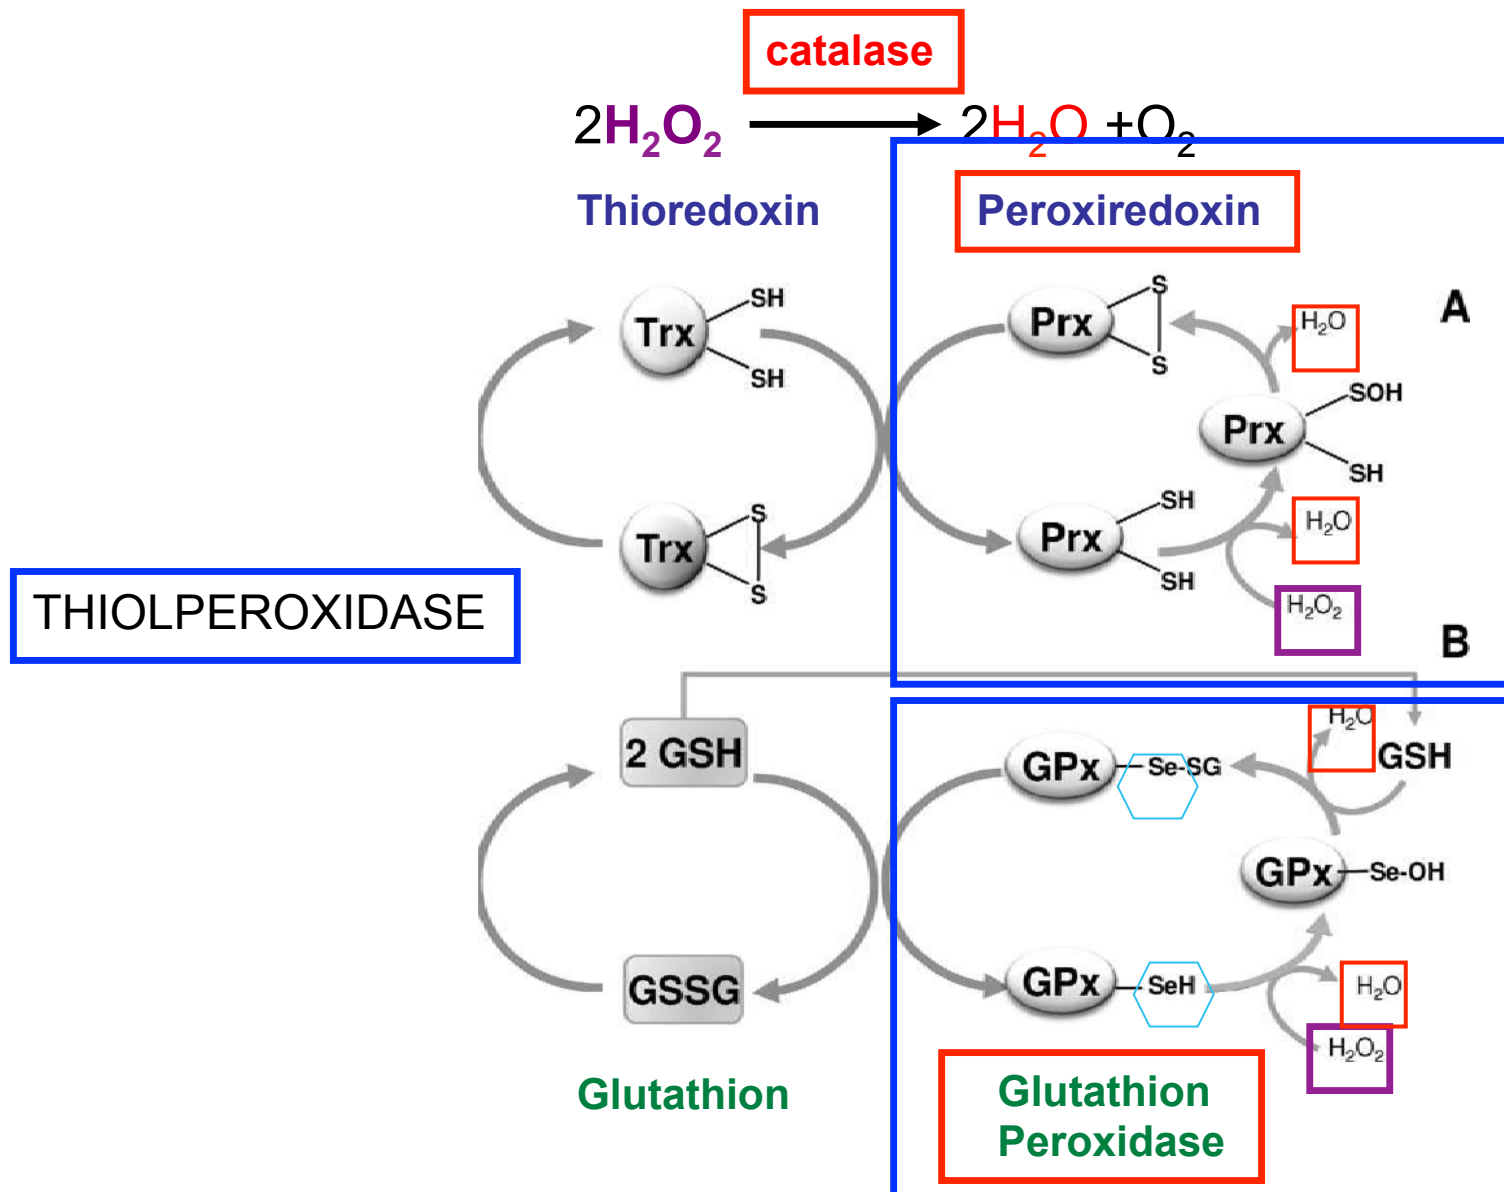 catalase
2H₂O₂ 2H₂O +O₂
Thioredoxin
Peroxiredoxin
Trx
SH
SH
Prx
S
S
H₂O
A
Prx
SOH
SH
Trx
S
S
Prx
SH
SH
H₂O
H₂O₂
THIOLPEROXIDASE
B
2 GSH
GPx
Se-SG
H₂O
GSH
GPx
Se-OH
GSSG
GPx
SeH
H₂O
H₂O₂
Glutathion
Glutathion
Peroxidase